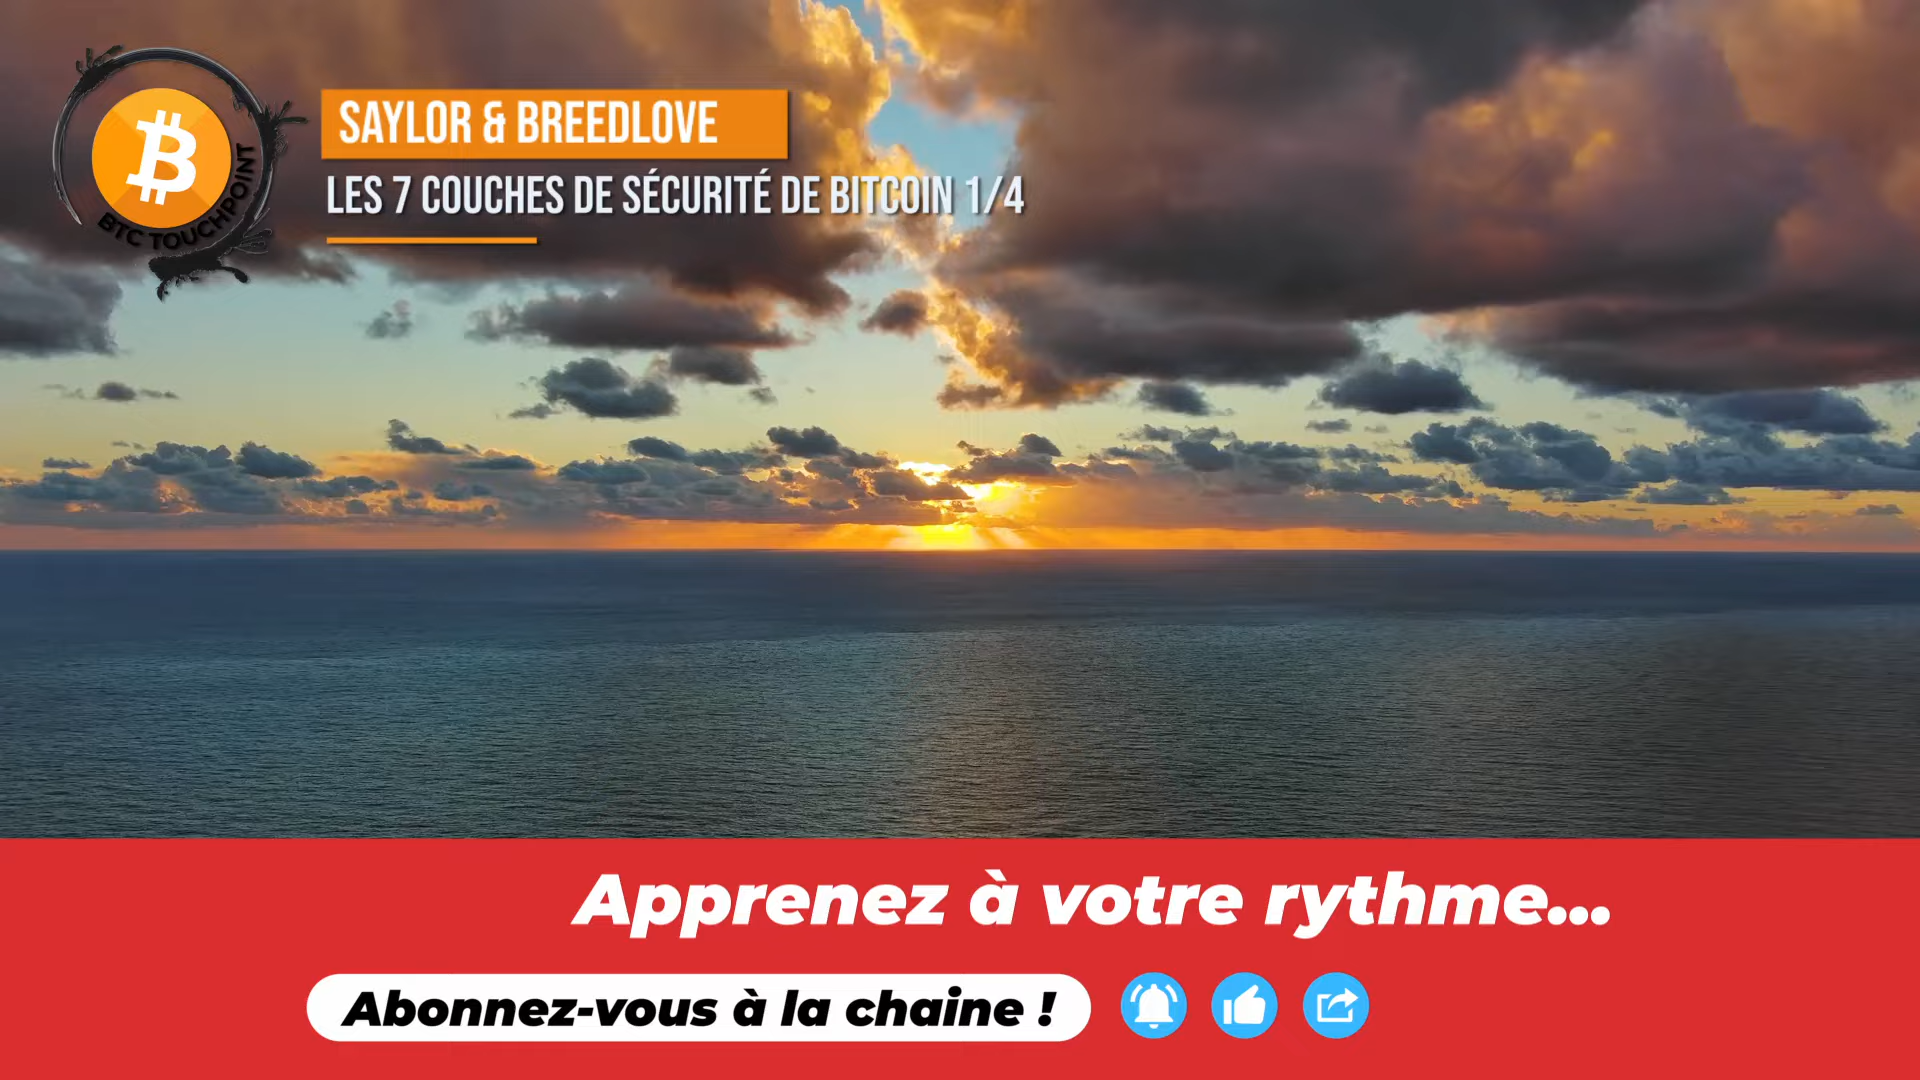 BTC TOUCHPOINT
SAYLOR & BREEDLOVE
LES 7 COUCHES DE SÉCURITÉ DE BITCOIN 1/4
Apprenez à votre rythme...
Abonnez-vous à la chaine !